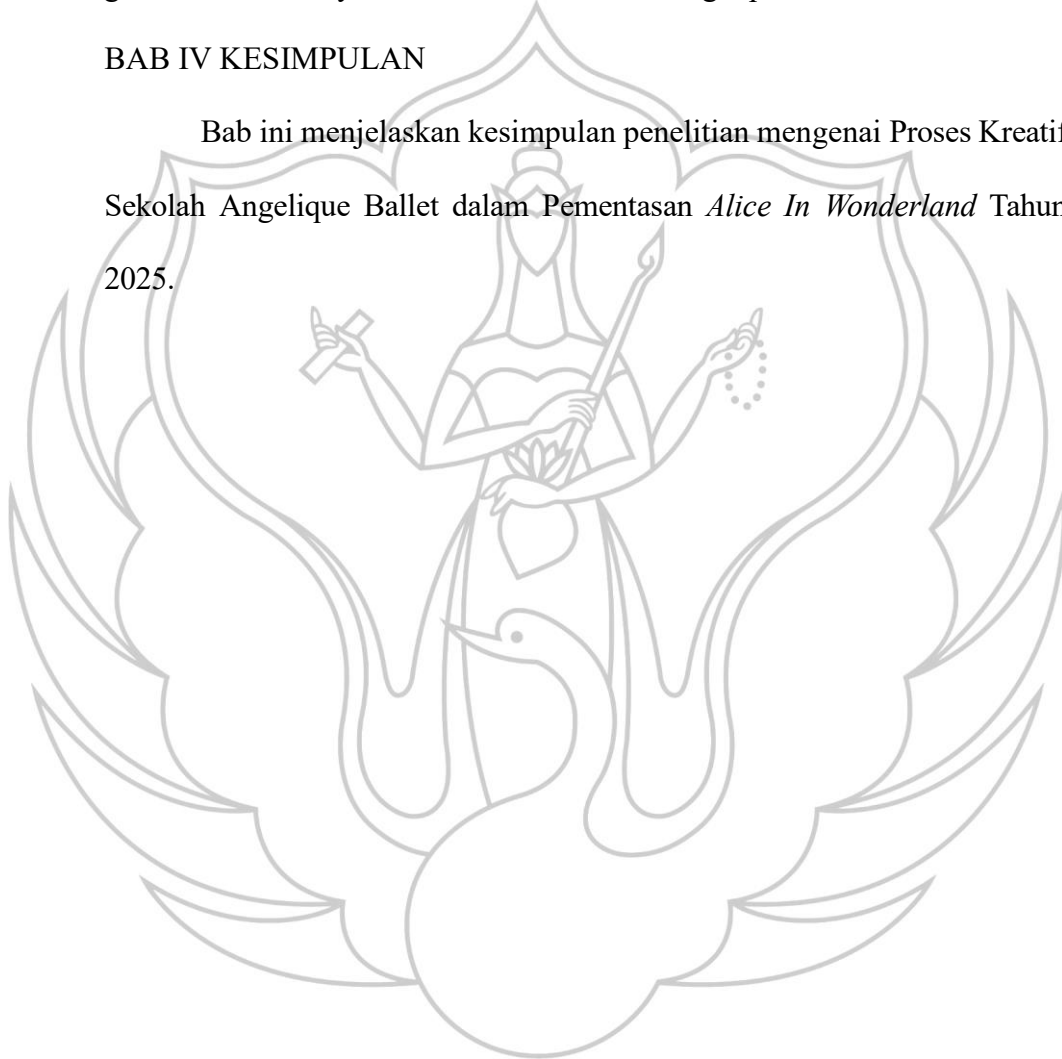 BAB IV KESIMPULAN
Bab ini menjelaskan kesimpulan penelitian mengenai Proses Kreatif
Sekolah Angelique Ballet dalam Pementasan Alice In Wonderland Tahun
2025.